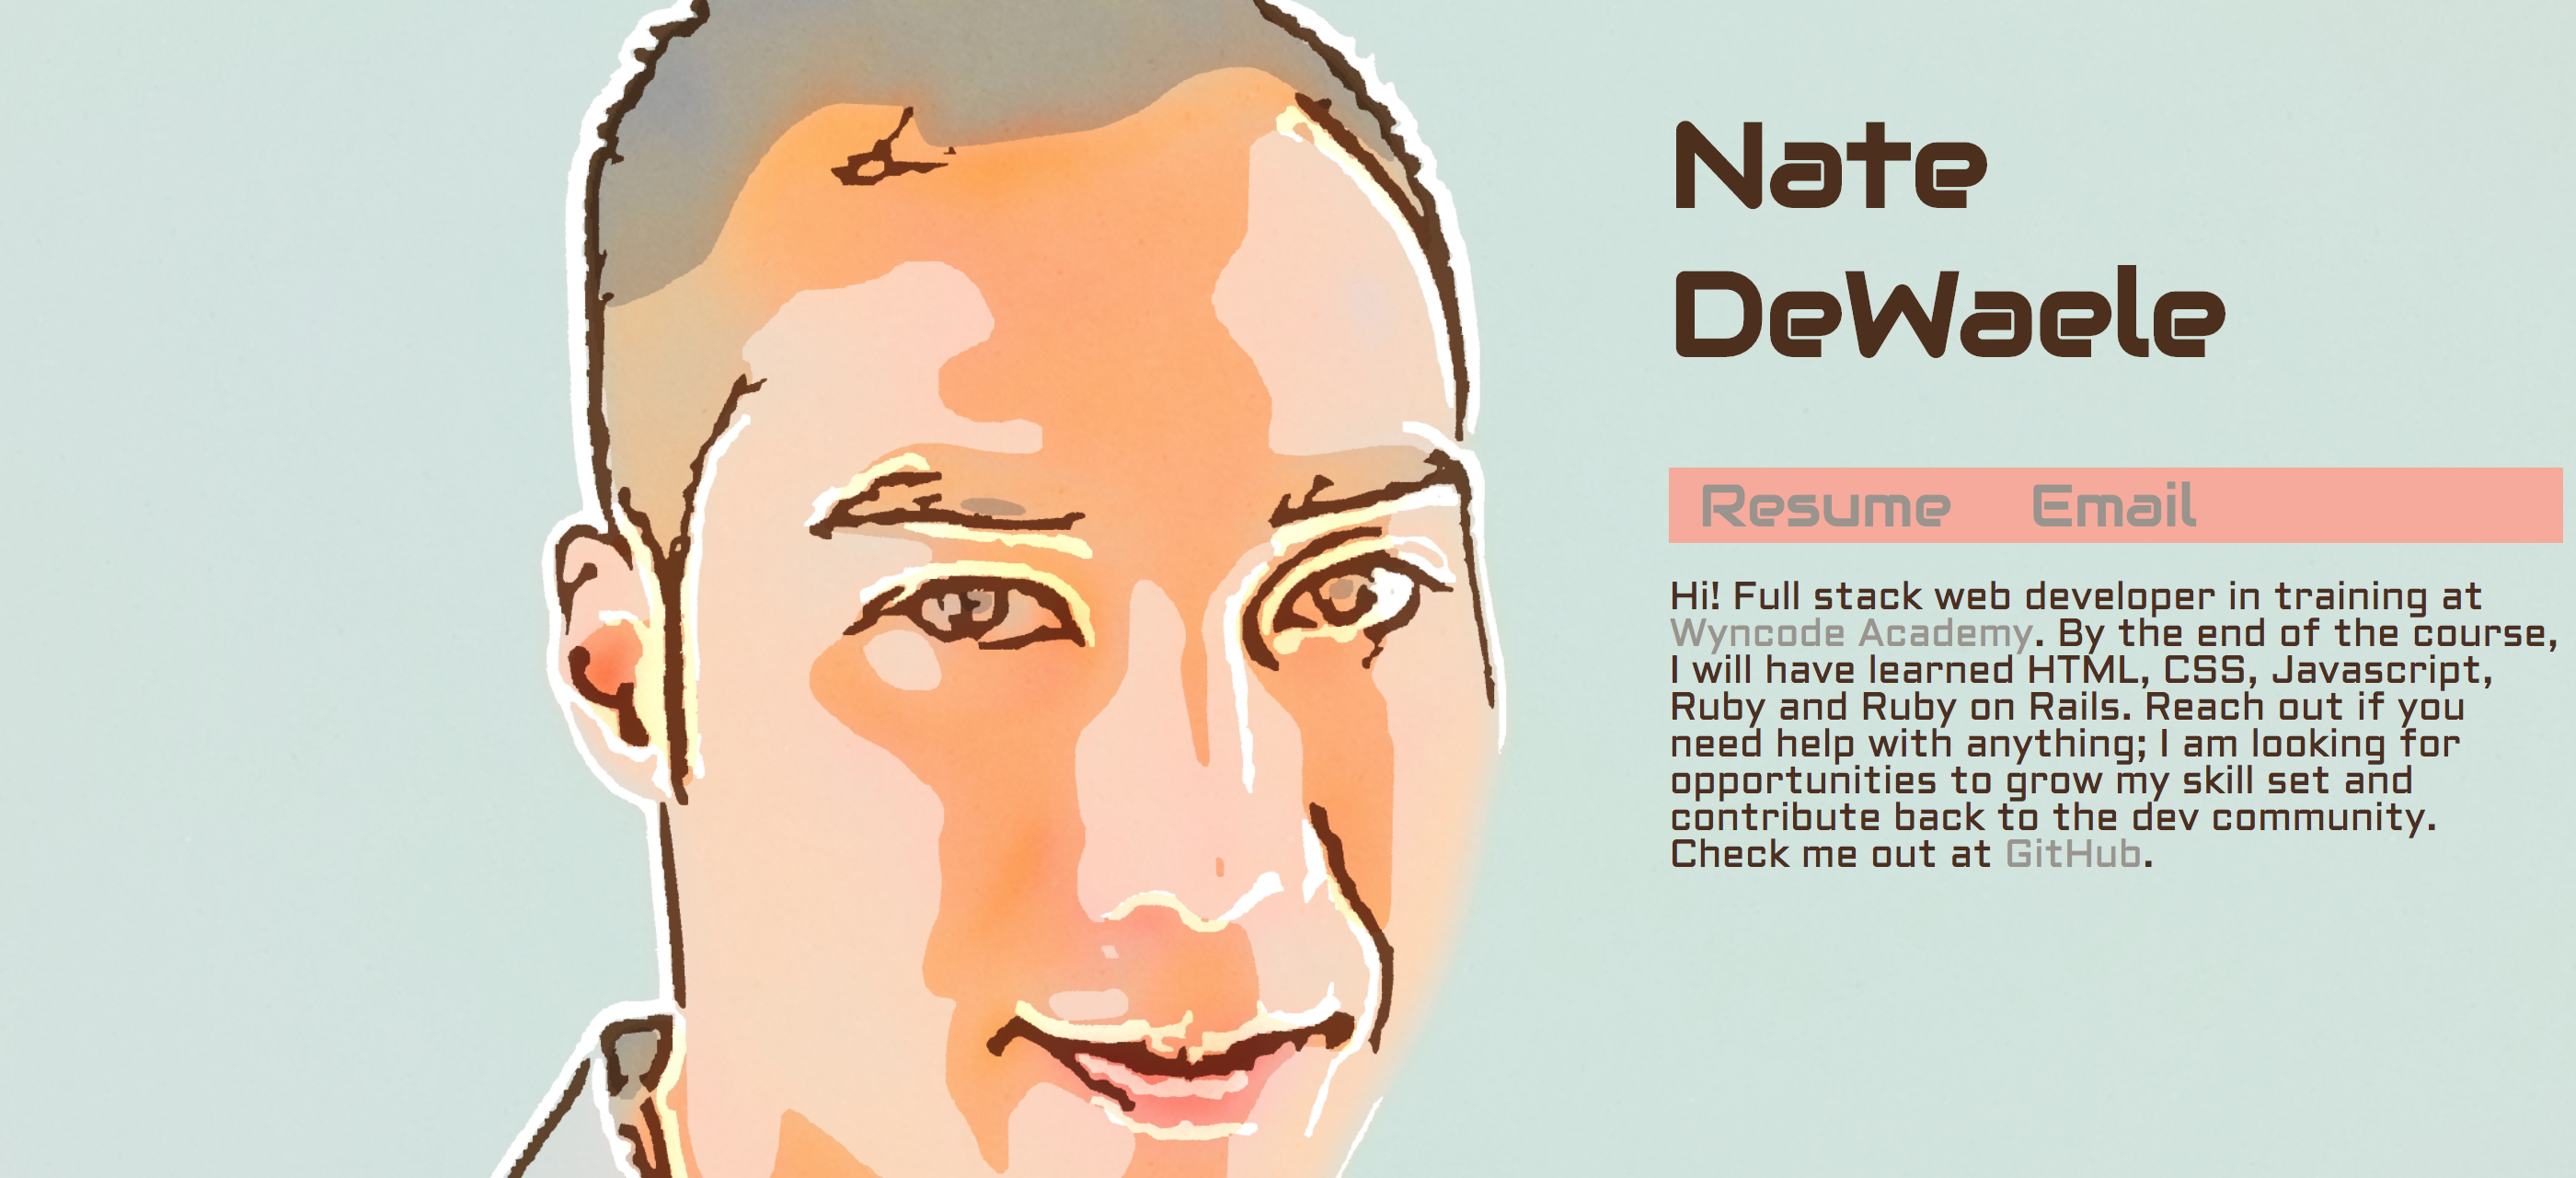 Nate
DeWaele
Resume Email
Hi! Full stack web developer in training at
Wyncode Academy. By the end of the course,
I will have learned HTML, CSS, Javascript,
Ruby and Ruby on Rails. Reach out if you
need help with anything; I am looking for
opportunities to grow my skill set and
contribute back to the dev community.
Check me out at GitHub.